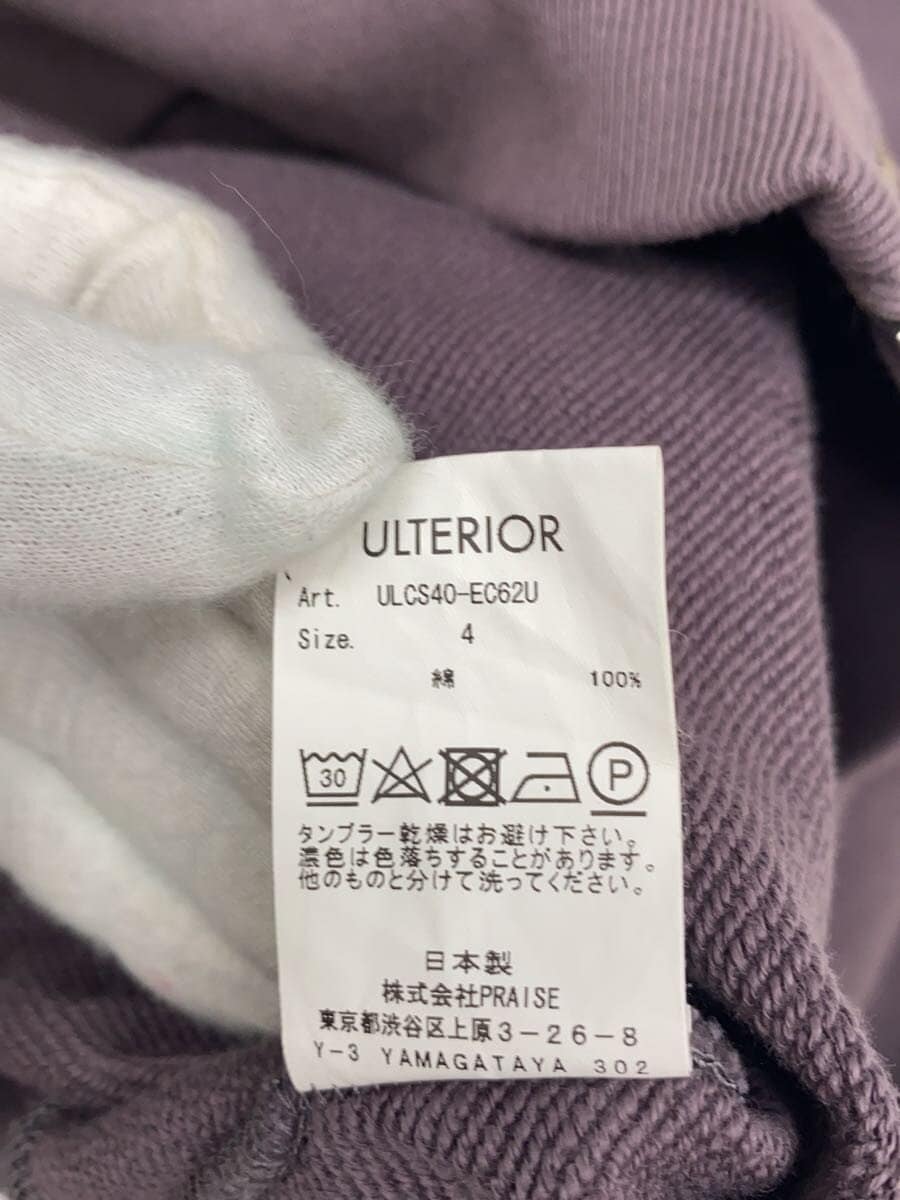 ULTERIOR
Art. ULCS40-EC62U
Size. 4
綿 100%
30 P
タンブラー乾燥はお避け下さい。
濃色は色落ちすることがあります。
他のものと分けて洗ってください。
日本製
株式会社PRAISE
東京都渋谷区上原3-26-8
Y-3 YAMAGATAYA 302